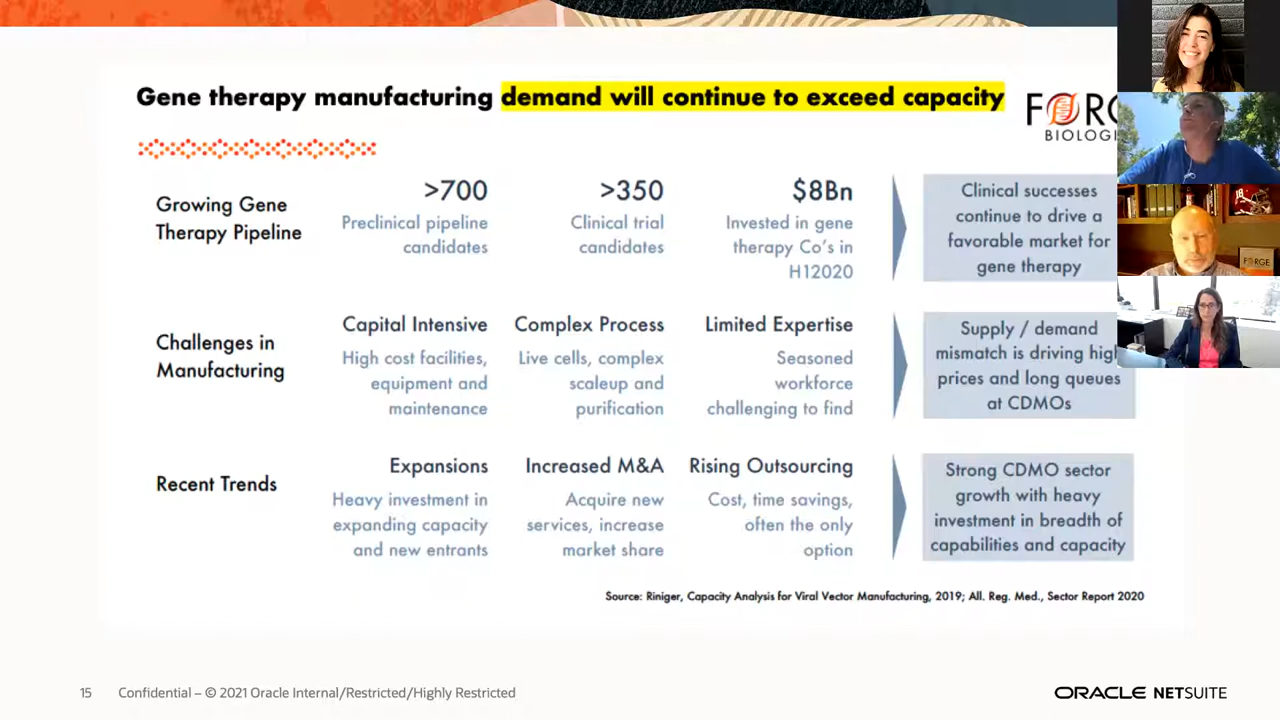 Gene therapy manufacturing demand will continue to exceed capacity
Growing Gene
Therapy Pipeline
>700
Preclinical pipeline
candidates
>350
Clinical trial
candidates
$8Bn
Invested in gene
therapy Co’s in
H12020
Clinical successes
continue to drive a
favorable market for
gene therapy
Challenges in
Manufacturing
Capital Intensive
High cost facilities,
equipment and
maintenance
Complex Process
Live cells, complex
scaleup and
purification
Limited Expertise
Seasoned
workforce
challenging to find
Supply / demand
mismatch is driving high
prices and long queues
at CDMOs
Recent Trends
Expansions
Heavy investment in
expanding capacity
and new entrants
Increased M&A
Acquire new
services, increase
market share
Rising Outsourcing
Cost, time savings,
often the only
option
Strong CDMO sector
growth with heavy
investment in breadth of
capabilities and capacity
Source: Riniger, Capacity Analysis for Viral Vector Manufacturing, 2019; All. Reg. Med., Sector Report 2020
15 Confidential – © 2021 Oracle Internal/Restricted/Highly Restricted
ORACLE NETSUITE
FORGE